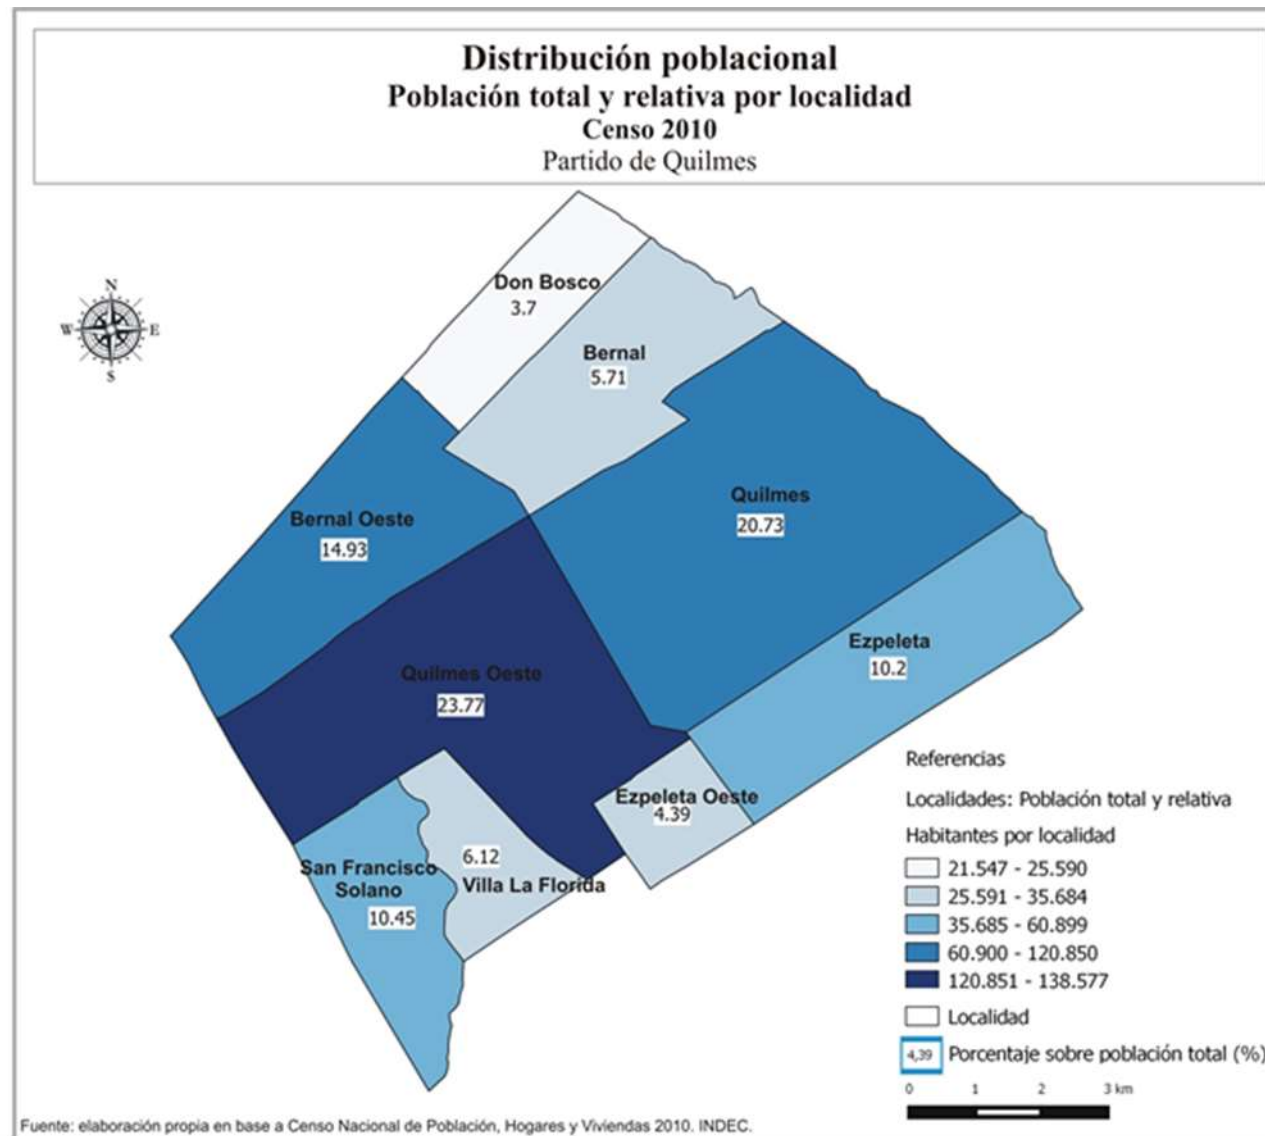 Distribución poblacional
Población total y relativa por localidad
Censo 2010
Partido de Quilmes
N
W
E
S
Don Bosco
3.7
Bernal
5.71
Quilmes
20.73
Bernal Oeste
14.93
Ezpeleta
10.2
Quilmes Oeste
23.77
Ezpeleta Oeste
4.39
6.12
Villa La Florida
San Francisco
Solano
10.45
Referencias
Localidades: Población total y relativa
Habitantes por localidad
21.547 - 25.590
25.591 - 35.684
35.685 - 60.899
60.900 - 120.850
120.851 - 138.577
Localidad
4,39 Porcentaje sobre población total (%)
0 1 2 3 km
Fuente: elaboración propia en base a Censo Nacional de Población, Hogares y Viviendas 2010. INDEC.